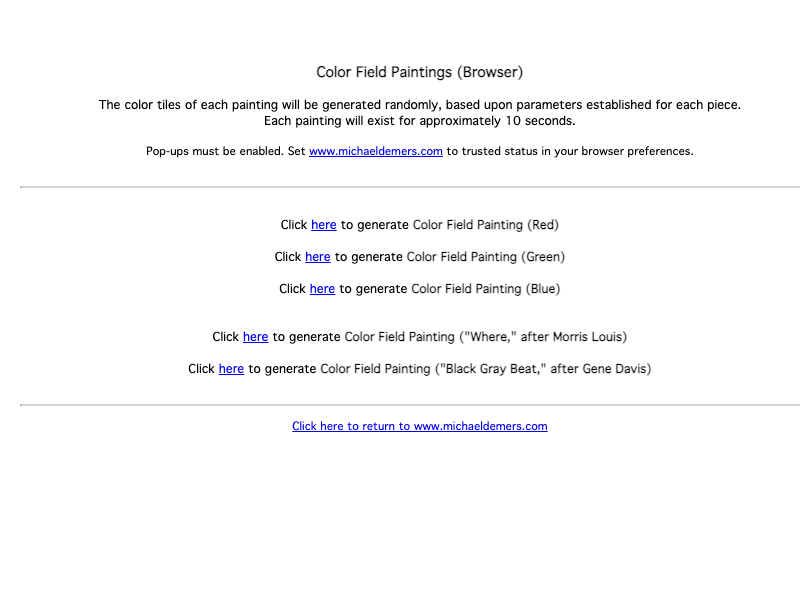 Color Field Paintings (Browser)
The color tiles of each painting will be generated randomly, based upon parameters established for each piece.
Each painting will exist for approximately 10 seconds.
Pop-ups must be enabled. Set www.michaeldemers.com to trusted status in your browser preferences.
Click here to generate Color Field Painting (Red)
Click here to generate Color Field Painting (Green)
Click here to generate Color Field Painting (Blue)
Click here to generate Color Field Painting ("Where," after Morris Louis)
Click here to generate Color Field Painting ("Black Gray Beat," after Gene Davis)
Click here to return to www.michaeldemers.com